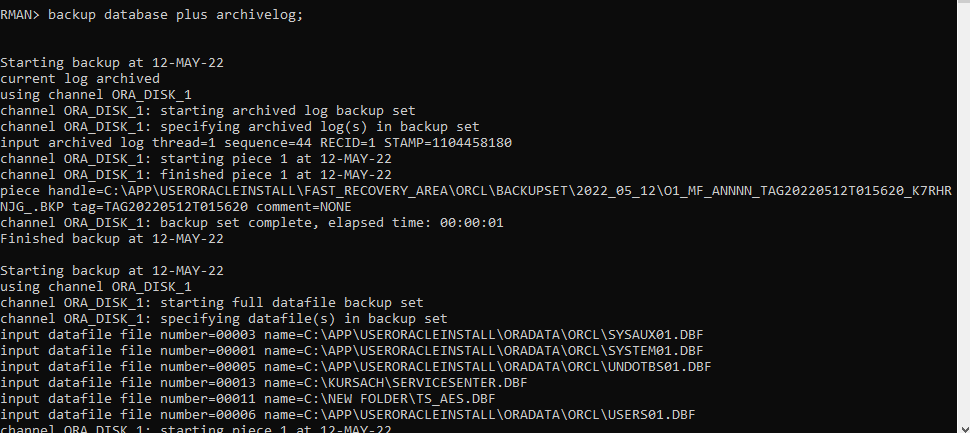 RMAN> backup database plus archivelog;
Starting backup at 12-MAY-22
current log archived
using channel ORA_DISK_1
channel ORA_DISK_1: starting archived log backup set
channel ORA_DISK_1: specifying archived log(s) in backup set
input archived log thread=1 sequence=44 RECID=1 STAMP=1104458180
channel ORA_DISK_1: starting piece 1 at 12-MAY-22
channel ORA_DISK_1: finished piece 1 at 12-MAY-22
piece handle=C:\APP\USERORACLEINSTALL\FAST_RECOVERY_AREA\ORCL\BACKUPSET\2022_05_12\O1_MF_ANNNN_TAG20220512T015620_K7RHR
NJG_.BKP tag=TAG20220512T015620 comment=NONE
channel ORA_DISK_1: backup set complete, elapsed time: 00:00:01
Finished backup at 12-MAY-22
Starting backup at 12-MAY-22
using channel ORA_DISK_1
channel ORA_DISK_1: starting full datafile backup set
channel ORA_DISK_1: specifying datafile(s) in backup set
input datafile file number=00003 name=C:\APP\USERORACLEINSTALL\ORADATA\ORCL\SYSAUX01.DBF
input datafile file number=00001 name=C:\APP\USERORACLEINSTALL\ORADATA\ORCL\SYSTEM01.DBF
input datafile file number=00005 name=C:\APP\USERORACLEINSTALL\ORADATA\ORCL\UNDOTBS01.DBF
input datafile file number=00013 name=C:\KURSACH\SERVICESENTER.DBF
input datafile file number=00011 name=C:\NEW FOLDER\TS_AES.DBF
input datafile file number=00006 name=C:\APP\USERORACLEINSTALL\ORADATA\ORCL\USERS01.DBF
channel ORA_DISK_1: starting piece 1 at 12-MAY-22